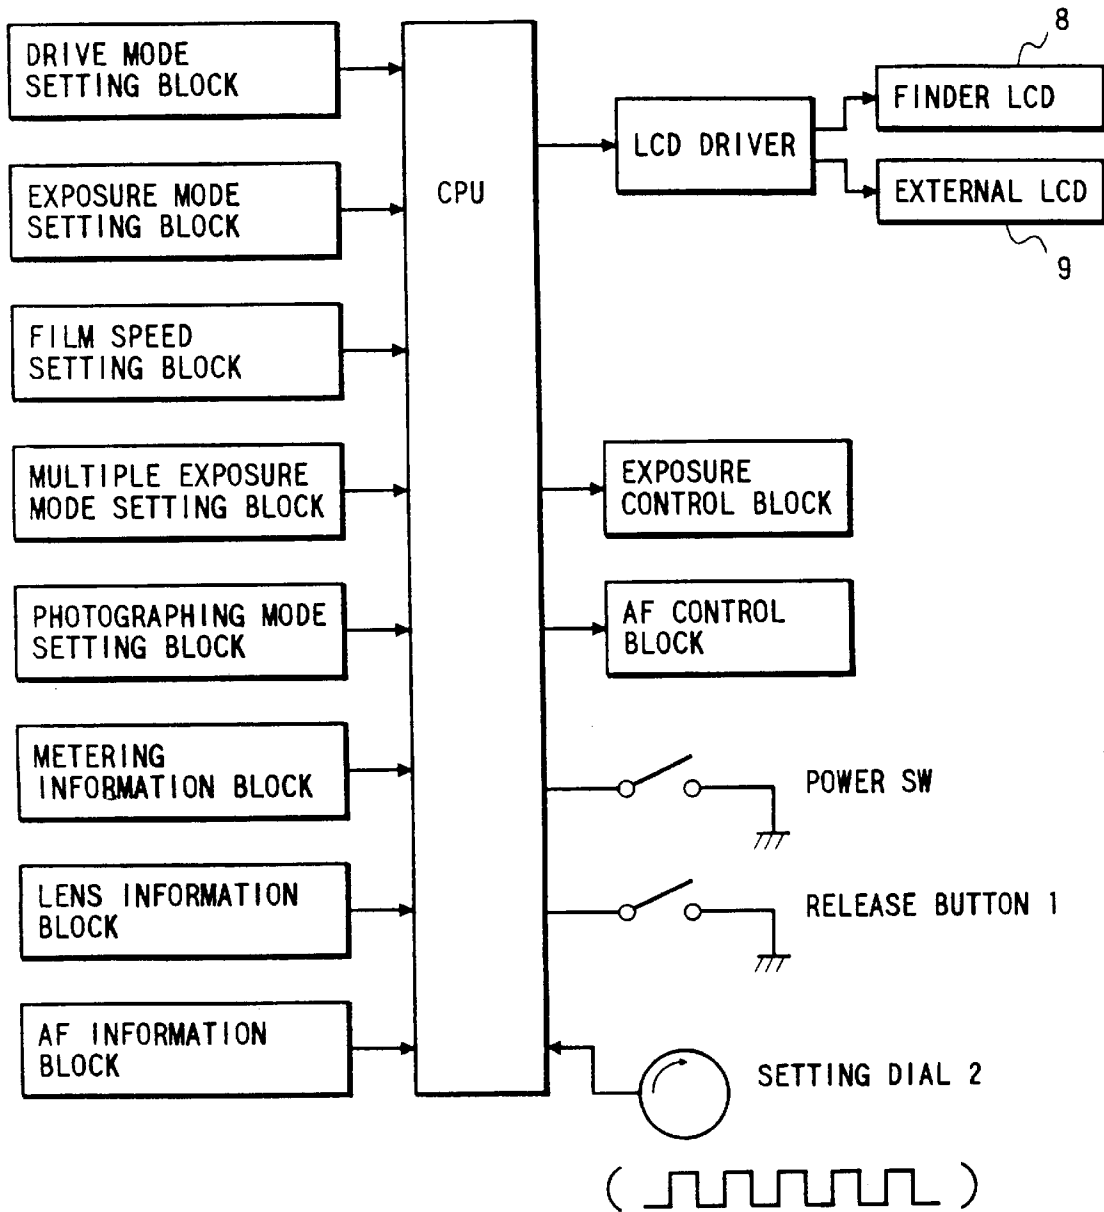 DRIVE MODE
SETTING BLOCK
EXPOSURE MODE
SETTING BLOCK
FILM SPEED
SETTING BLOCK
MULTIPLE EXPOSURE
MODE SETTING BLOCK
PHOTOGRAPHING MODE
SETTING BLOCK
METERING
INFORMATION BLOCK
LENS INFORMATION
BLOCK
AF INFORMATION
BLOCK
CPU
8
LCD DRIVER
FINDER LCD
EXTERNAL LCD
9
EXPOSURE
CONTROL BLOCK
AF CONTROL
BLOCK
POWER SW
RELEASE BUTTON 1
SETTING DIAL 2